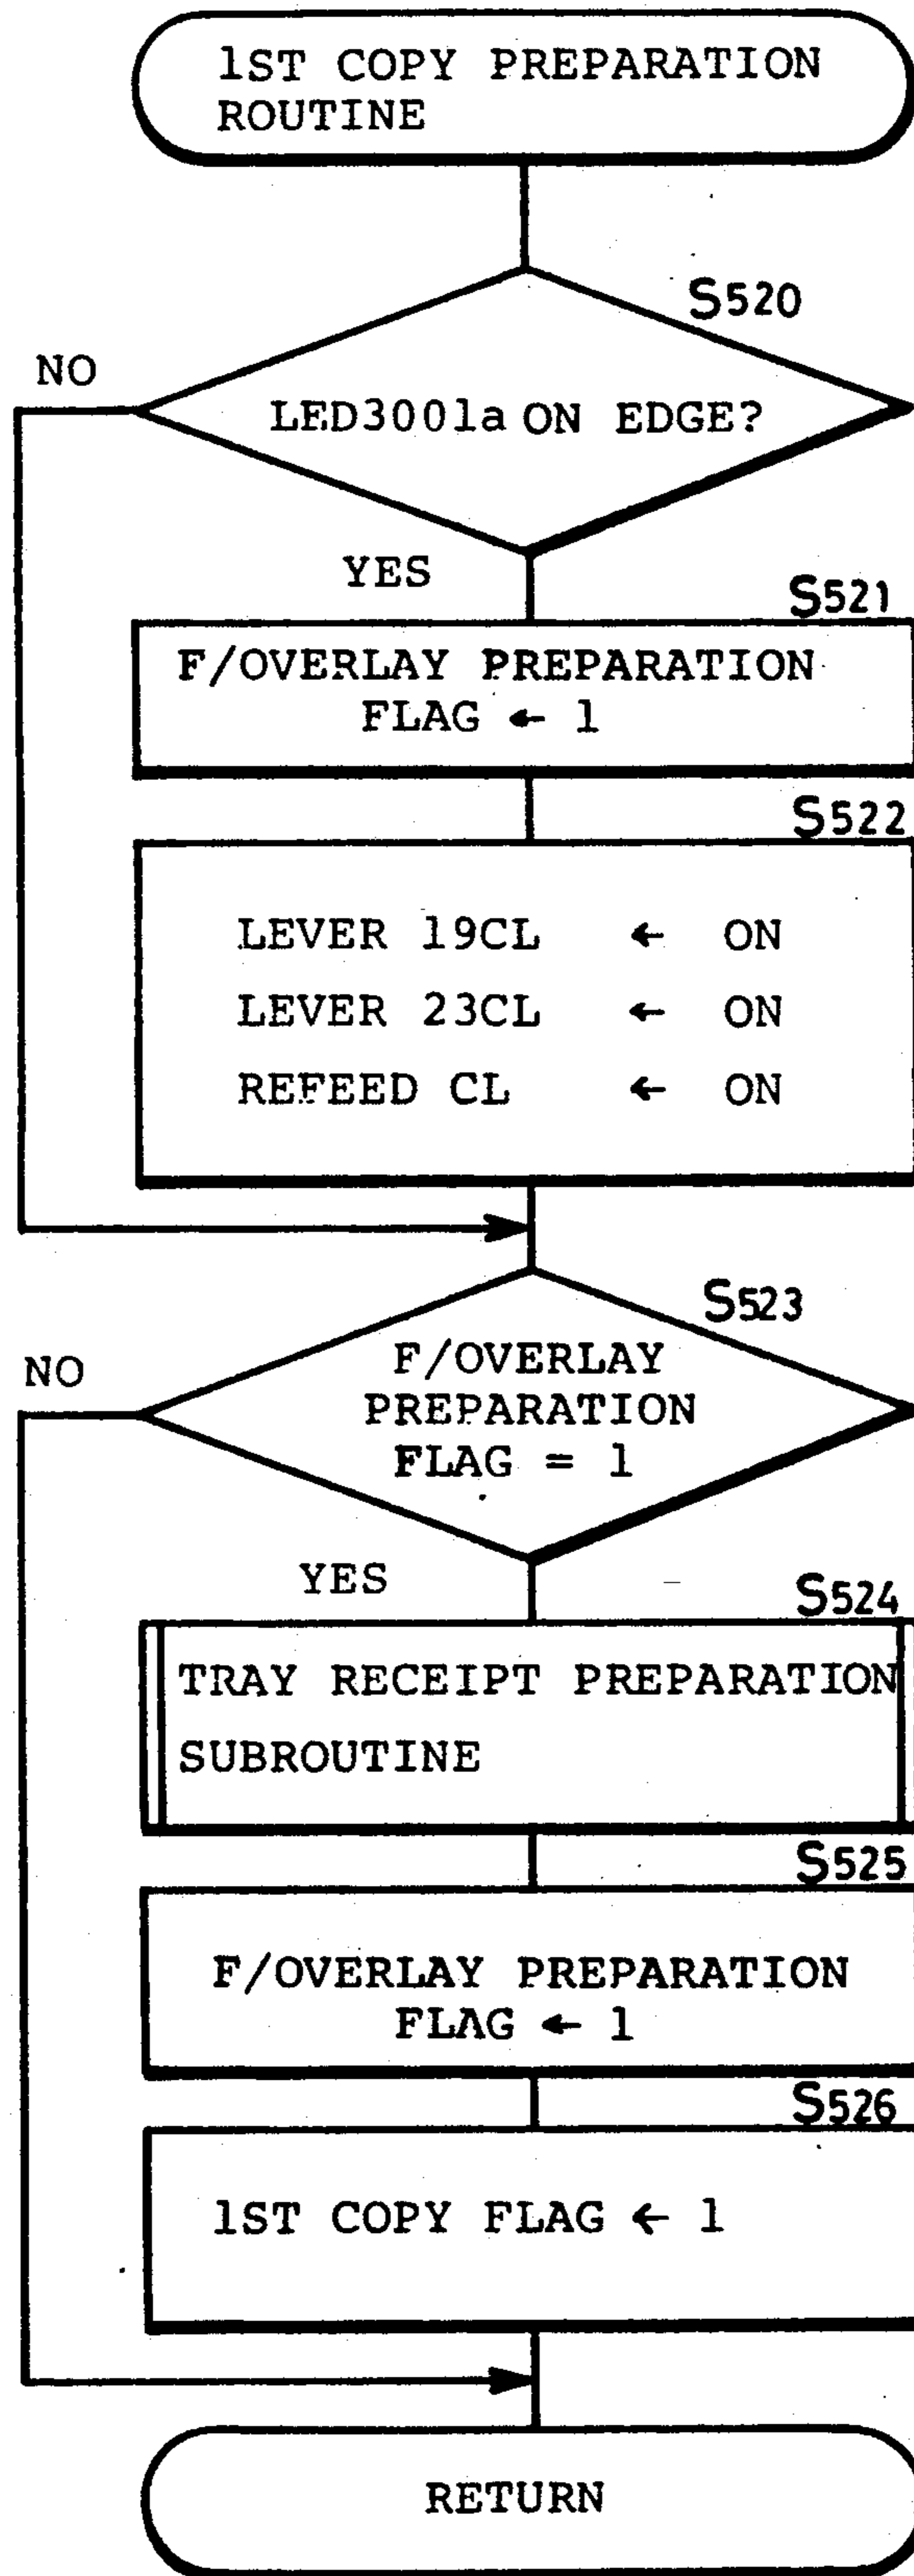 1ST COPY PREPARATION
ROUTINE
S520
NO
LED3001a ON EDGE?
YES
S521
F/OVERLAY PREPARATION
FLAG ← 1
S522
LEVER 19CL ← ON
LEVER 23CL ← ON
REFEED CL ← ON
S523
NO
F/OVERLAY
PREPARATION
FLAG = 1
YES
S524
TRAY RECEIPT PREPARATION
SUBROUTINE
S525
F/OVERLAY PREPARATION
FLAG ← 1
S526
1ST COPY FLAG ← 1
RETURN